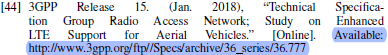 [44] 3GPP Release 15. (Jan. 2018), “Technical Specifica-
tion Group Radio Access Network; Study on Enhanced
LTE Support for Aerial Vehicles.” [Online]. Available:
http://www.3gpp.org/ftp//Specs/archive/36_series/36.777